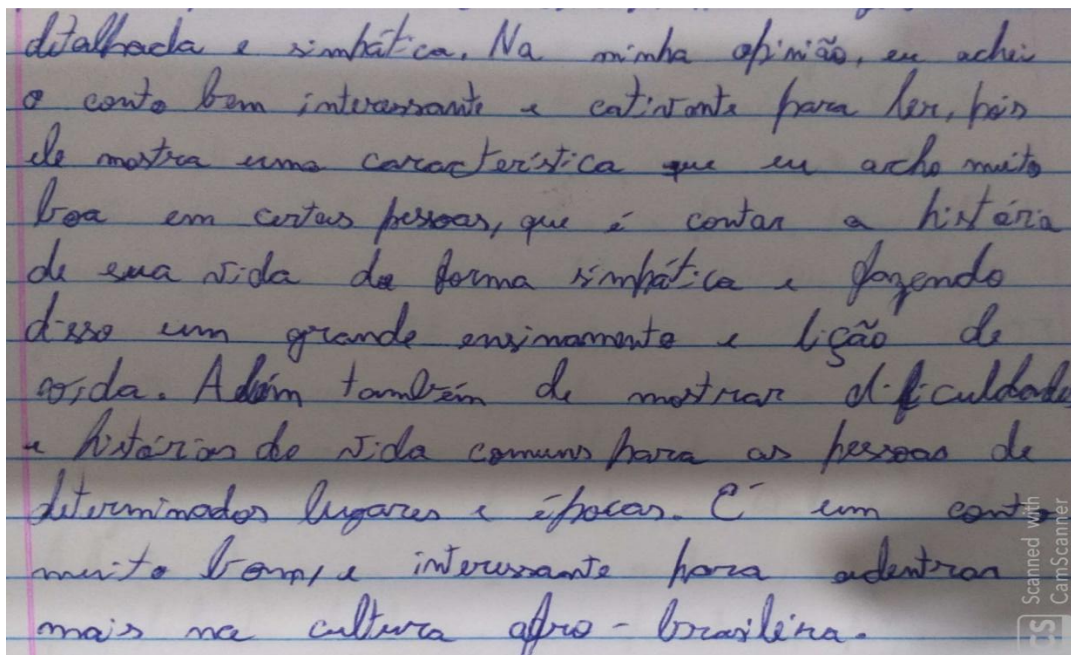 detalhada e simpática. Na minha opinião, eu achei
o conto bem interessante e cativante para ler, pois
ele mostra uma característica que eu acho muito
boa em certas pessoas, que é contar a história
de sua vida de forma simpática e fazendo
disso um grande ensinamento e lição de
vida. Além também de mostrar dificuldades
e histórias de vida comuns para as pessoas de
determinados lugares e épocas. É um conto
muito bom, e interessante para adentrar
mais na cultura afro-brasileira.
Scanned with
CamScanner
CS